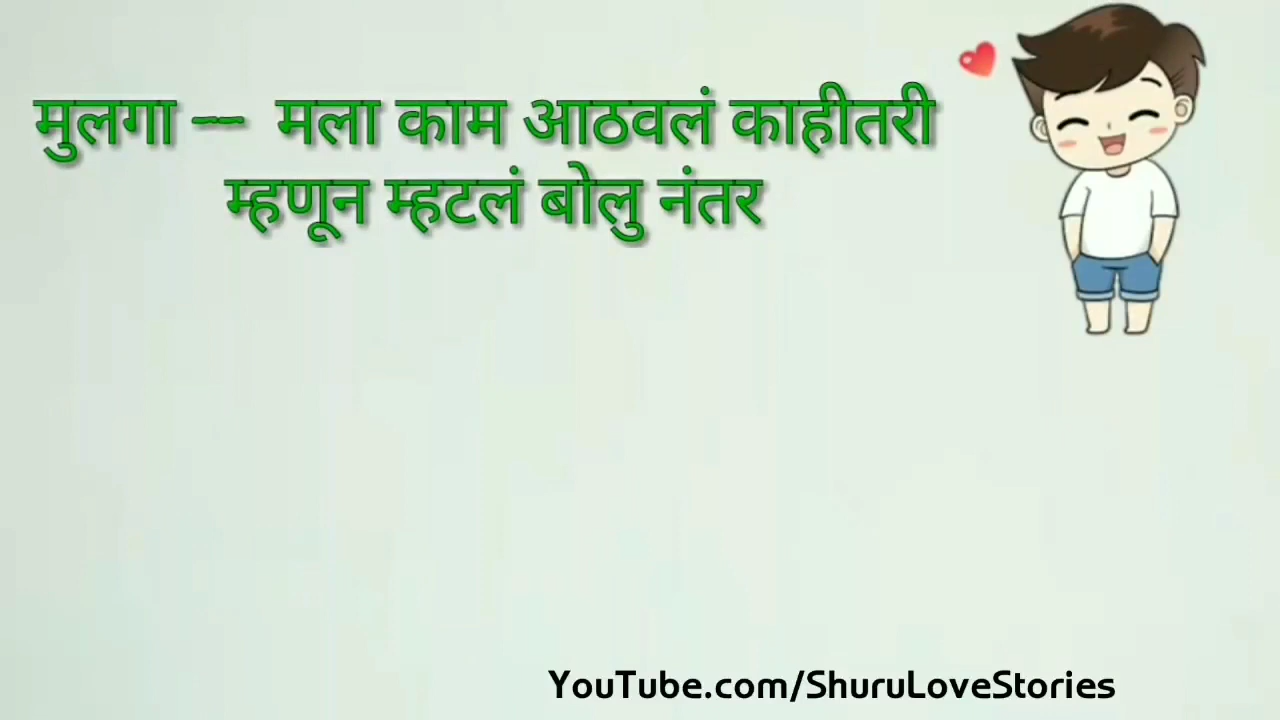 मुलगा -- मला काम आठवलं काहीतरी
म्हणून म्हटलं बोलु नंतर
YouTube.com/ShuruLoveStories